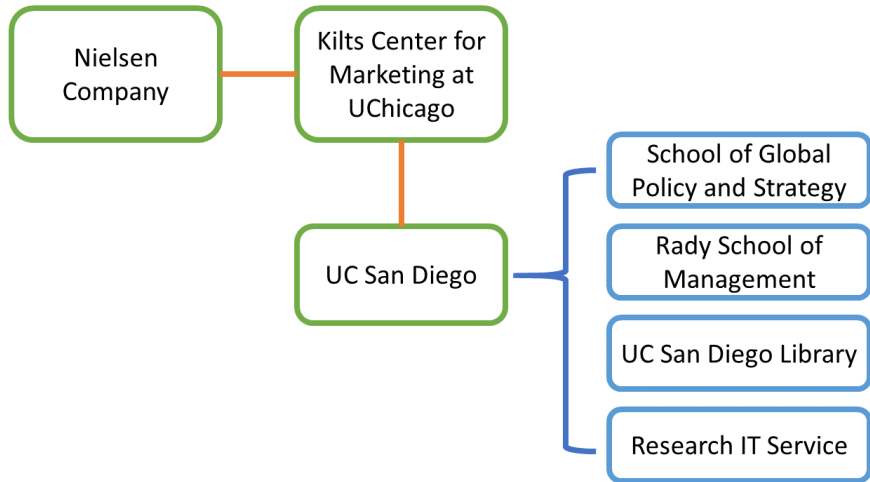 Nielsen
Company
Kilts Center for
Marketing at
UChicago
UC San Diego
School of Global
Policy and Strategy
Rady School of
Management
UC San Diego Library
Research IT Service